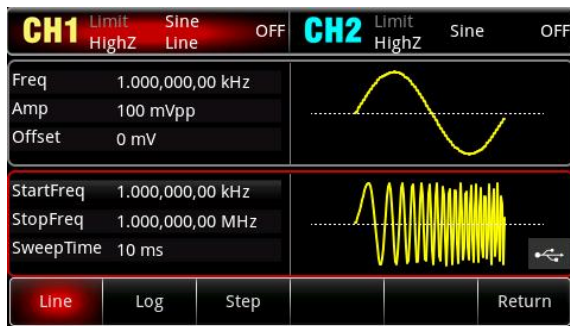 CH1 Limit Sine OFF CH2 Limit Sine OFF
HighZ Line HighZ
Freq 1.000,000,00 kHz
Amp 100 mVpp
Offset 0 mV
StartFreq 1.000,000,00 kHz
StopFreq 1.000,000,00 MHz
SweepTime 10 ms
Line Log Step Return